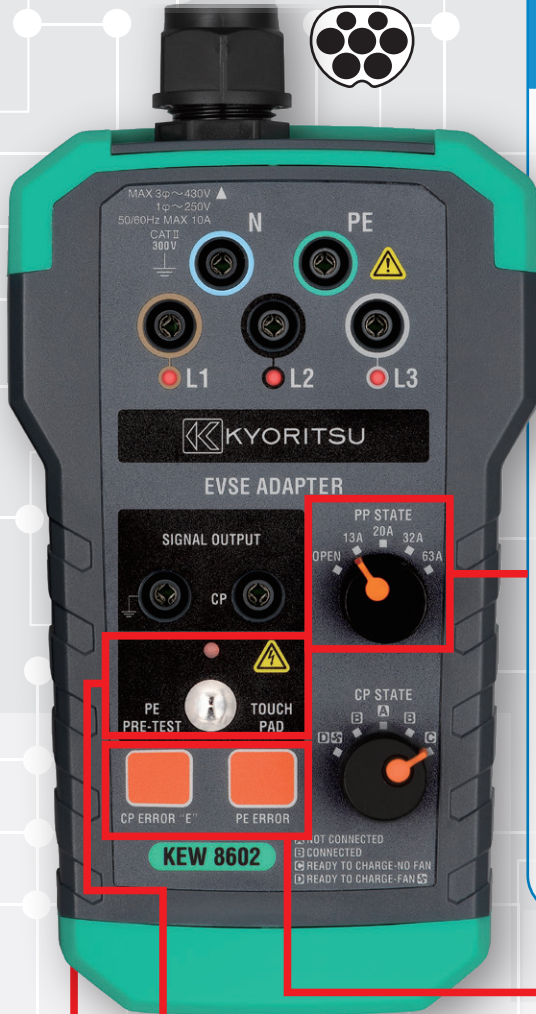 MAX 3φ～430V ▲
1φ～250V
50/60Hz MAX 10A
CAT II
300V
N
PE
L1
L2
L3
KYORITSU
EVSE ADAPTER
SIGNAL OUTPUT
CP
PP STATE
OPEN
13A
20A
32A
63A
PE
PRE-TEST
TOUCH
PAD
CP STATE
D
B
A
B
C
CP ERROR "E"
PE ERROR
KEW 8602
A NOT CONNECTED
B CONNECTED
C READY TO CHARGE-NO FAN
D READY TO CHARGE-FAN